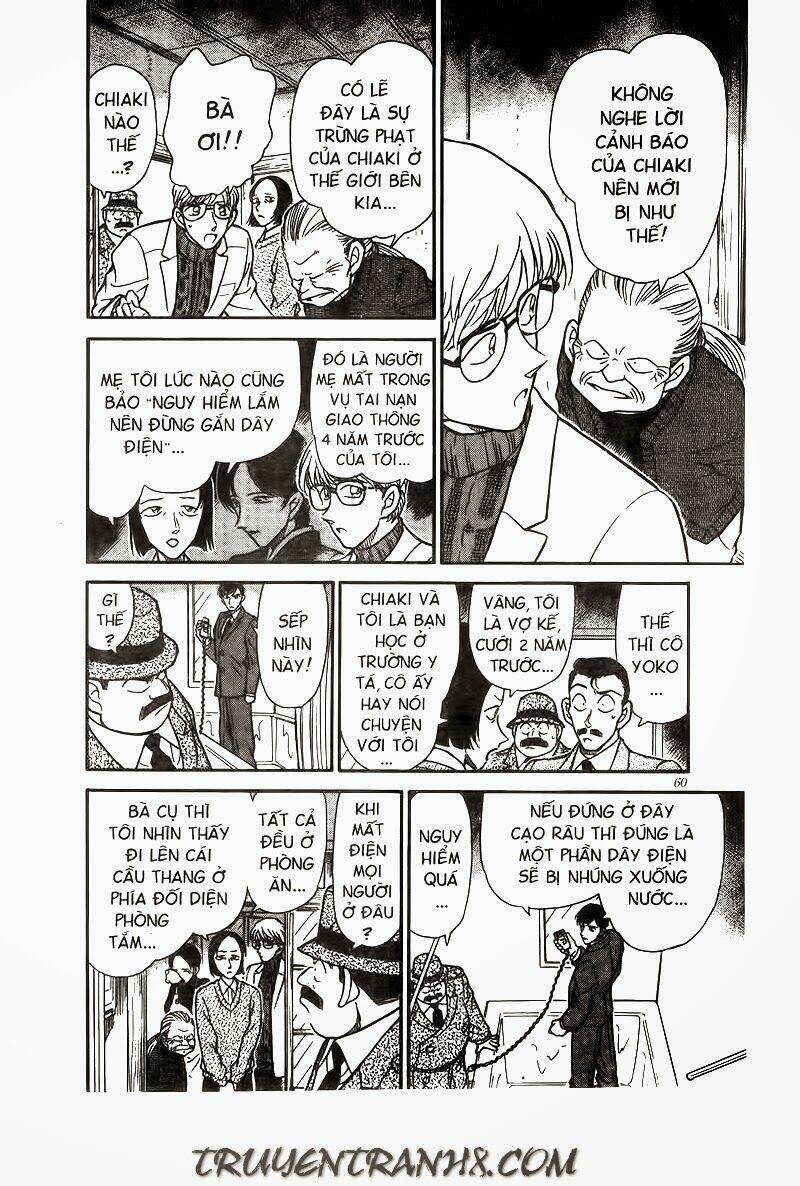 KHÔNG
NGHE LỜI
CẢNH BÁO
CỦA CHIAKI
NÊN MỚI
BỊ NHƯ
THẾ!
CÓ LẼ
ĐÂY LÀ SỰ
TRỪNG PHẠT
CỦA CHIAKI Ở
THẾ GIỚI BÊN
KIA...
BÀ
ƠI!!
CHIAKI
NÀO
THẾ
...?
ĐÓ LÀ NGƯỜI
MẸ MẤT TRONG
VỤ TAI NẠN
GIAO THÔNG
4 NĂM TRƯỚC
CỦA TÔI...
MẸ TÔI LÚC NÀO CŨNG
BẢO "NGUY HIỂM LẮM
NÊN ĐỪNG GẮN DÂY
ĐIỆN"...
THẾ
THÌ CÔ
YOKO
...
VÂNG, TÔI
LÀ VỢ KẾ,
CƯỚI 2 NĂM
TRƯỚC...
CHIAKI VÀ
TÔI LÀ BẠN
HỌC Ở
TRƯỜNG Y
TÁ, CÔ ẤY
HAY NÓI
CHUYỆN
VỚI TÔI
...
SẾP
NHÌN
NÀY!
GÌ
THẾ
?
60
NẾU ĐỨNG Ở ĐÂY
CẠO RÂU THÌ ĐÚNG LÀ
MỘT PHẦN DÂY ĐIỆN
SẼ BỊ NHÚNG XUỐNG
NƯỚC...
NGUY
HIỂM
QUÁ
...
KHI
MẤT
ĐIỆN
MỌI
NGƯỜI
Ở ĐÂU
?
TẤT CẢ
ĐỀU Ở
PHÒNG
ĂN...
BÀ CỤ THÌ
TÔI NHÌN THẤY
ĐI LÊN CÁI
CẦU THANG Ở
PHÍA ĐỐI DIỆN
PHÒNG
TẮM...
TRUYENTRANH8.COM